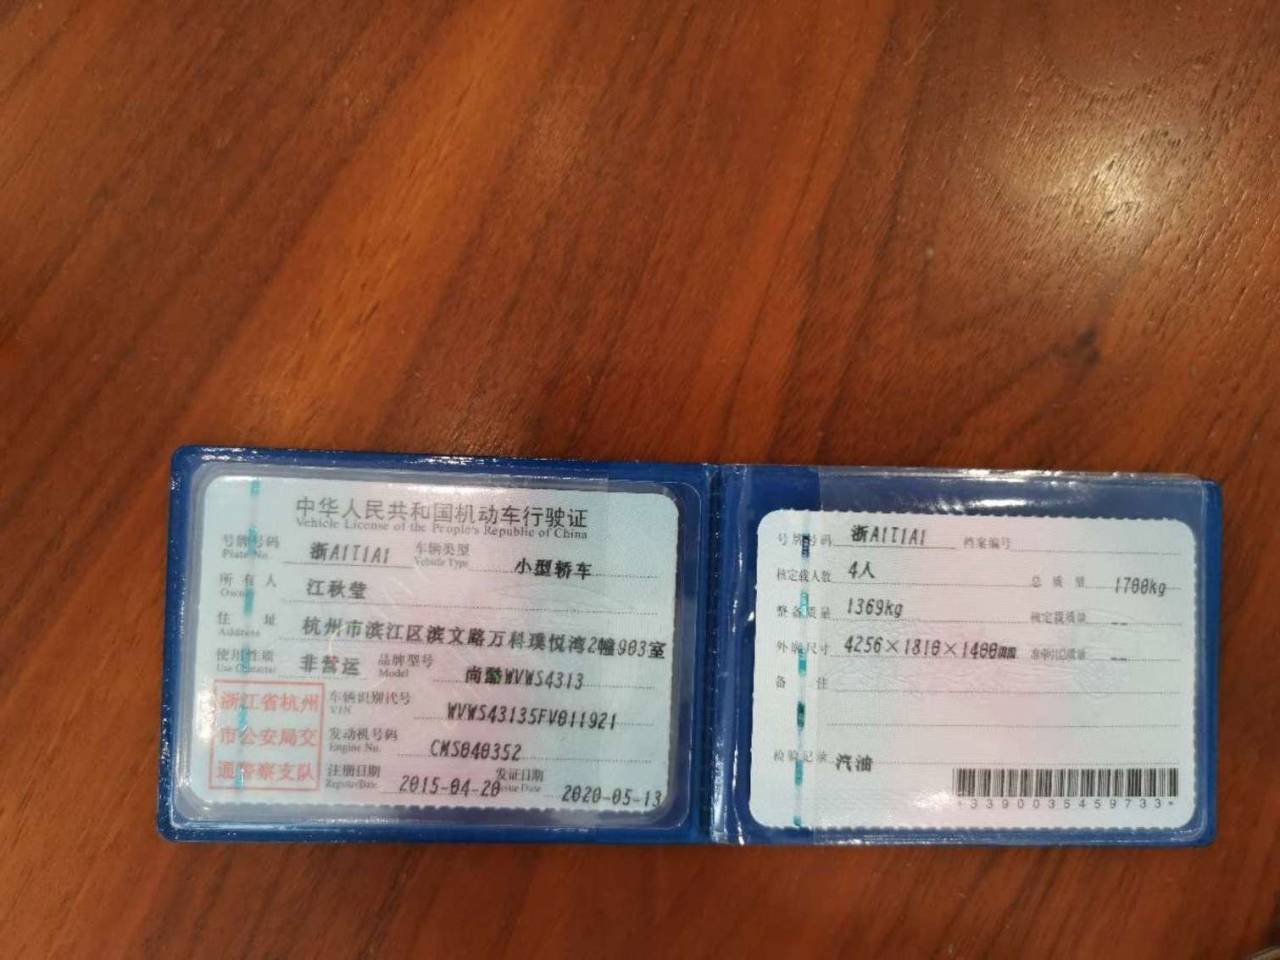 中华人民共和国机动车行驶证
Vehicle License of the People's Republic of China
号牌号码 浙A1T1A1 车辆类型 小型轿车
Plate No. Vehicle Type
所有人 江秋莹
Owner
住址 杭州市滨江区滨文路万科璞悦湾2幢903室
Address
使用性质 非营运 品牌型号 尚酷WVWS4313
Use Character Model
浙江省杭州
市公安局交
通警察支队
车辆识别代号 WVWS43135FV011921
VIN
发动机号码 CMS040352
Engine No.
注册日期 2015-04-20 发证日期 2020-05-13
Register Date Issue Date
号牌号码 浙A1T1A1 档案编号
核定载人数 4人 总质量 1700kg
整备质量 1369kg 核定载质量 --
外廓尺寸 4256×1810×1400 准牵引总质量 --
备注
检验记录 汽油
*3390035459733*